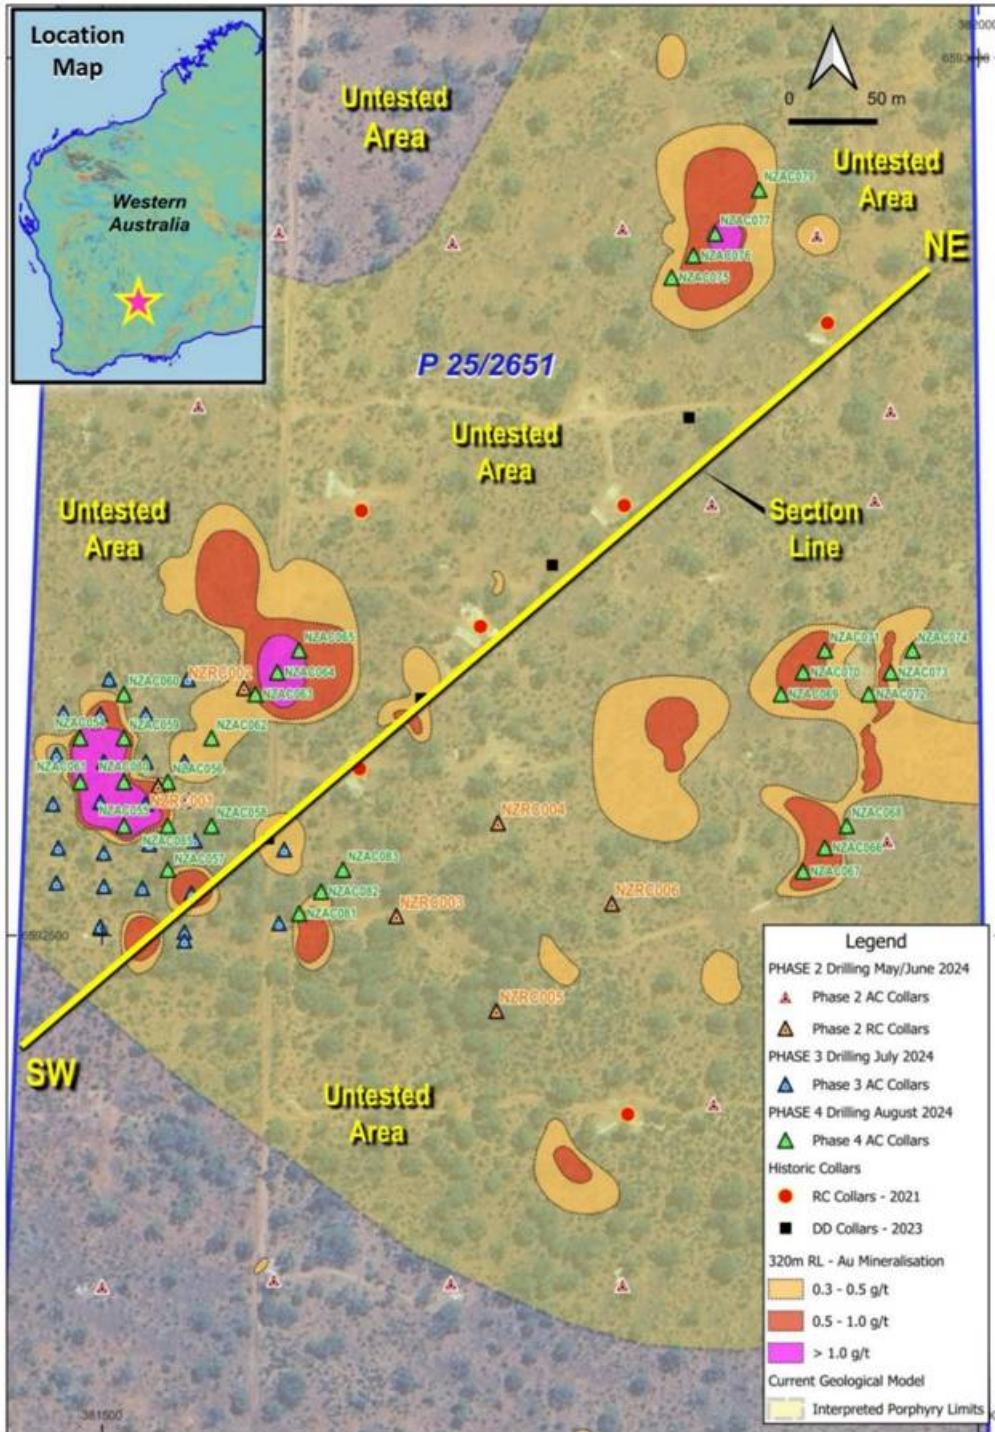 Location
Map
Western
Australia
382000
Untested
Area
0 50 m
Untested
Area
NZAC079
NZAC077
NZAC076
NZAC075
NE
P 25/2651
Untested
Area
Untested
Area
Section
Line
NZAC065
NZAC064
NZAC063
NZRC002
NZAC060
NZAC071
NZAC074
NZAC070
NZAC073
NZAC069
NZAC072
NZAC059
NZAC062
NZAC061
NZAC056
NZRC001
NZAC058
NZRC004
NZAC068
NZAC066
NZAC067
NZAC057
NZAC083
NZAC082
NZAC081
NZRC003
NZRC006
6592500
NZRC005
SW
Untested
Area
381500
Legend
PHASE 2 Drilling May/June 2024
Phase 2 AC Collars
Phase 2 RC Collars
PHASE 3 Drilling July 2024
Phase 3 AC Collars
PHASE 4 Drilling August 2024
Phase 4 AC Collars
Historic Collars
RC Collars - 2021
DD Collars - 2023
320m RL - Au Mineralisation
0.3 - 0.5 g/t
0.5 - 1.0 g/t
> 1.0 g/t
Current Geological Model
Interpreted Porphyry Limits